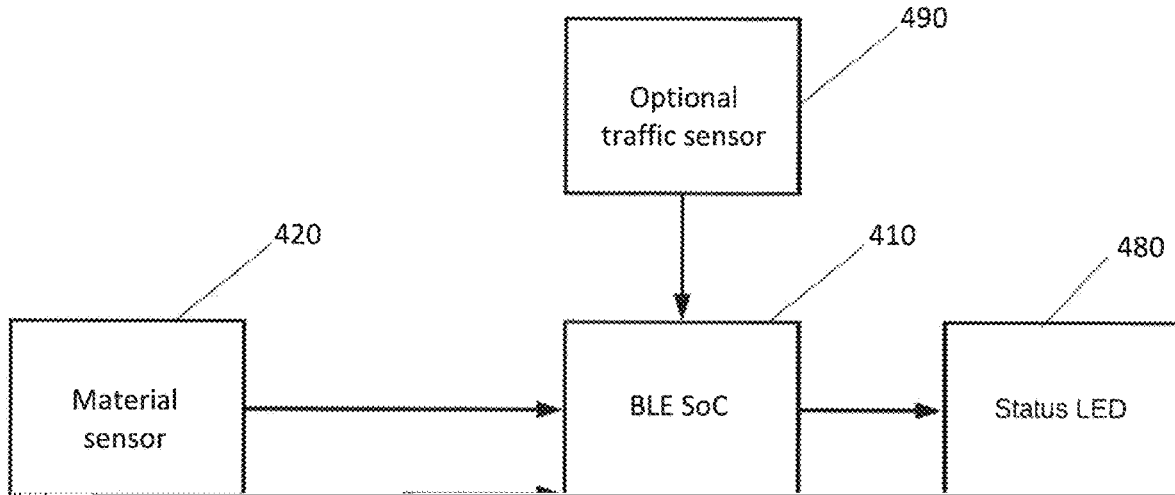 490
Optional
traffic sensor
420
410
480
Material
sensor
BLE SoC
Status LED